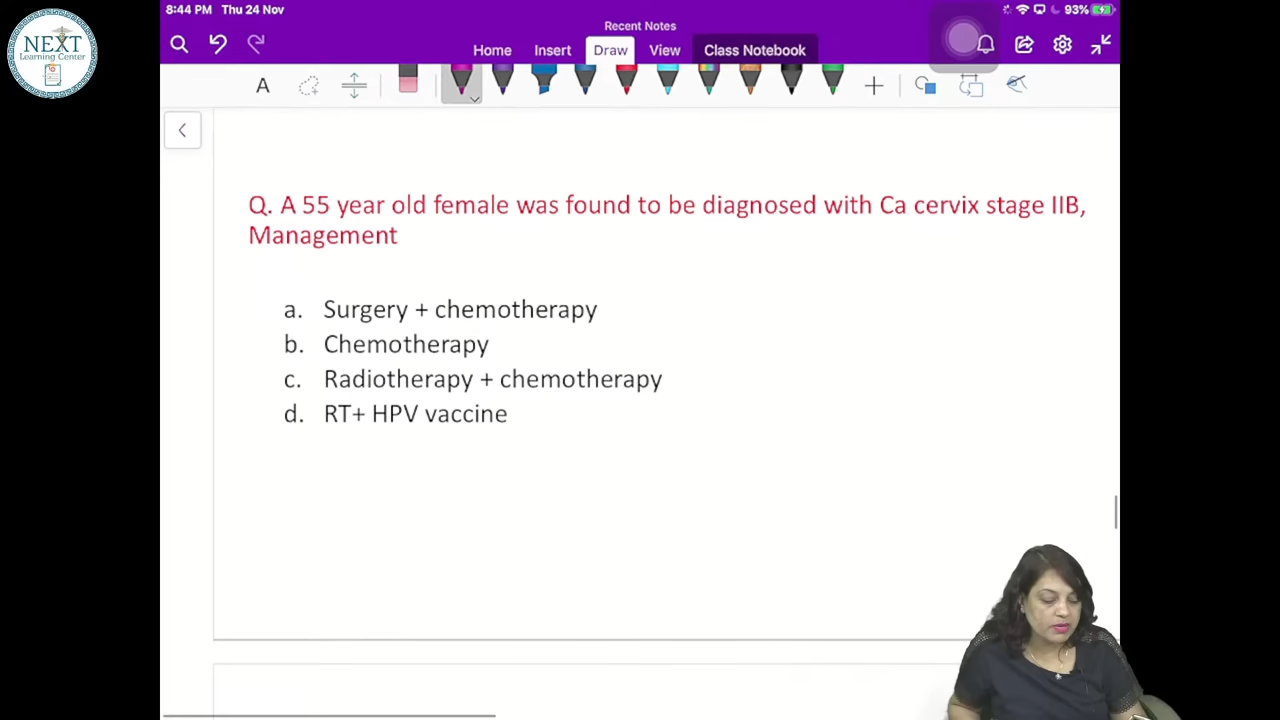 8:44 PM Thu 24 Nov
93%
Recent Notes
Home Insert Draw View Class Notebook
A
NEXT
Learning Center
Q. A 55 year old female was found to be diagnosed with Ca cervix stage IIB,
Management
a. Surgery + chemotherapy
b. Chemotherapy
c. Radiotherapy + chemotherapy
d. RT+ HPV vaccine